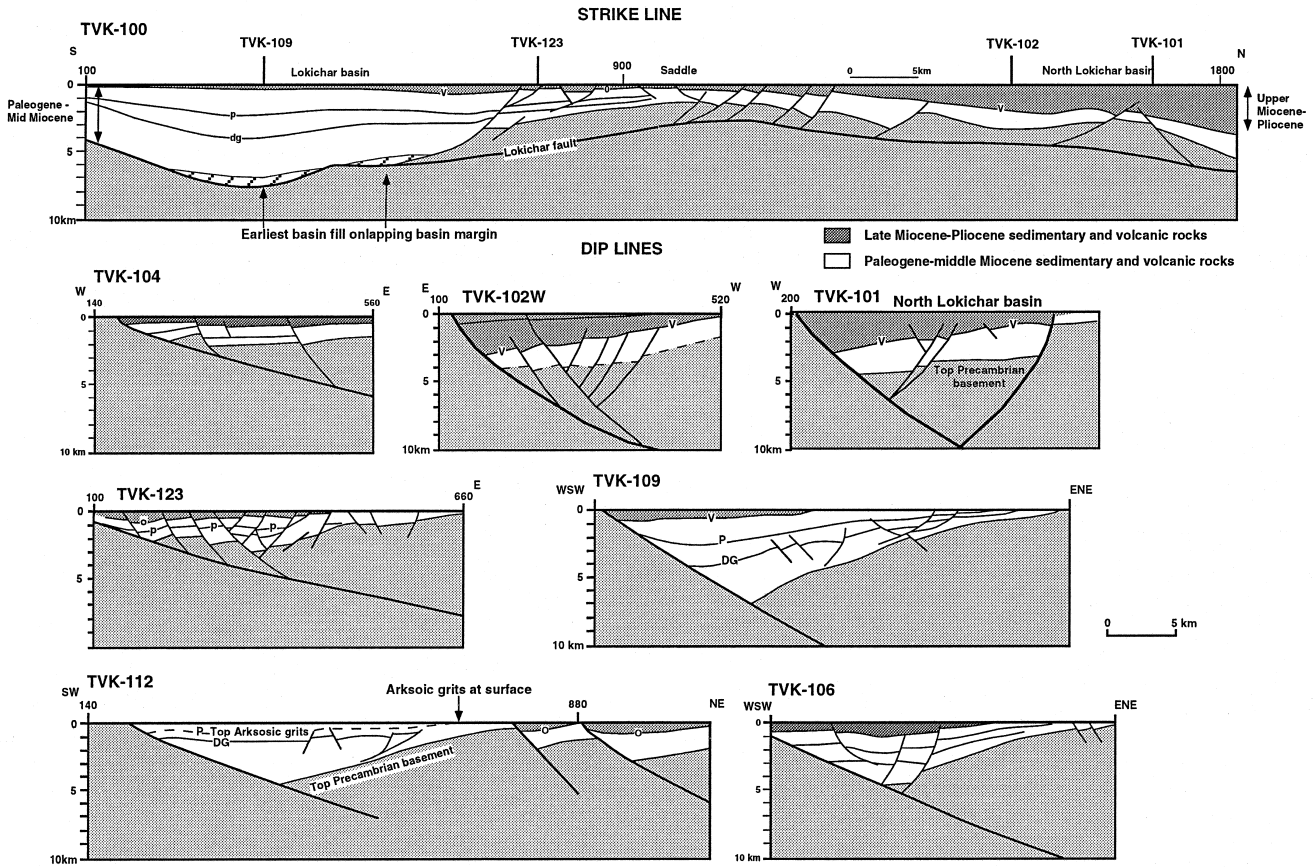 STRIKE LINE
TVK-100
S
TVK-109
TVK-123
TVK-102
TVK-101
N
100
Lokichar basin
900
Saddle
0 5km
North Lokichar basin
1800
0
V
o
V
Paleogene -
Mid Miocene
Upper
Miocene-
Pliocene
p
dg
5
Lokichar fault
10km
Earliest basin fill onlapping basin margin
DIP LINES
Late Miocene-Pliocene sedimentary and volcanic rocks
Paleogene-middle Miocene sedimentary and volcanic rocks
TVK-104
W
E
140
560
0
5
10 km
E
TVK-102W
W
100
520
0
V
V
5
10km
W
TVK-101 North Lokichar basin
200
0
V
V
Top Precambrian
basement
5
10km
TVK-123
E
100
660
0
o
p
p
p
5
TVK-109
WSW
ENE
0
V
P
DG
5
10 km
0 5 km
TVK-112
SW
Arksoic grits at surface
NE
140
880
0
P-Top Arksosic grits
DG
o
o
Top Precambrian basement
5
10km
TVK-106
WSW
ENE
0
5
10 km